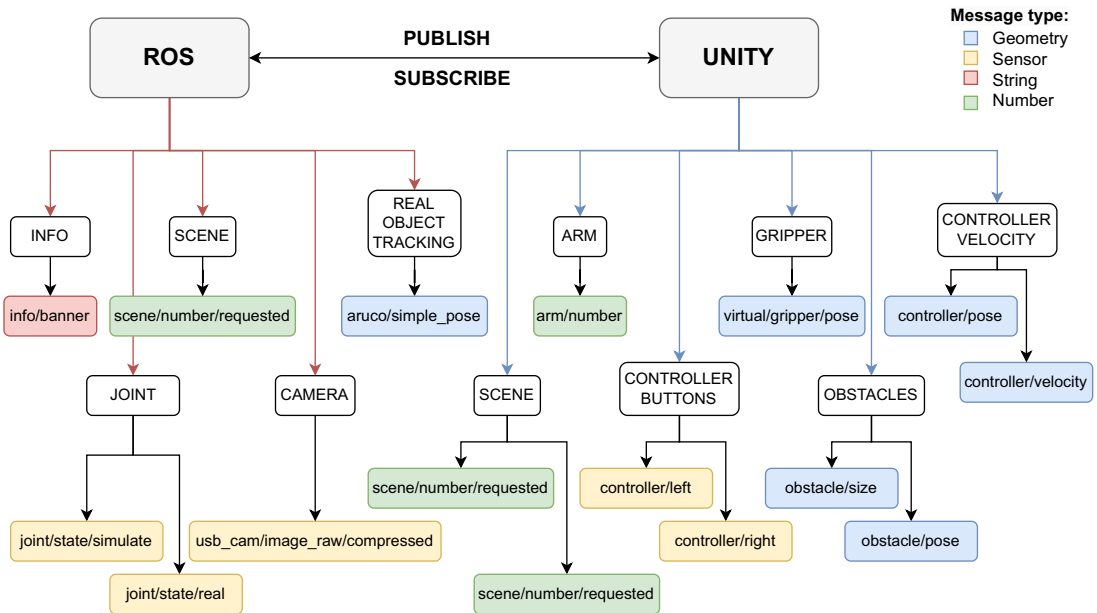 Message type:
Geometry
Sensor
String
Number
ROS
PUBLISH
SUBSCRIBE
UNITY
INFO
SCENE
REAL
OBJECT
TRACKING
ARM
GRIPPER
CONTROLLER
VELOCITY
info/banner
scene/number/requested
aruco/simple_pose
arm/number
virtual/gripper/pose
controller/pose
controller/velocity
JOINT
CAMERA
SCENE
CONTROLLER
BUTTONS
OBSTACLES
scene/number/requested
controller/left
obstacle/size
joint/state/simulate
usb_cam/image_raw/compressed
controller/right
obstacle/pose
joint/state/real
scene/number/requested